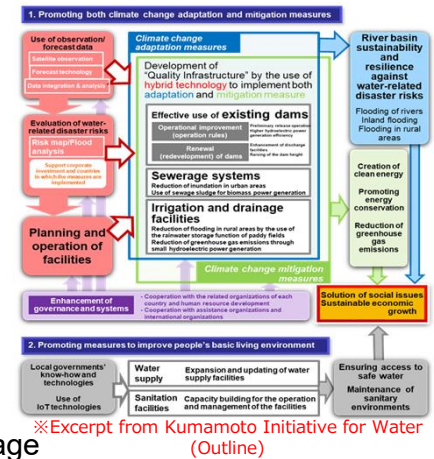 1. Promoting both climate change adaptation and mitigation measures
Use of observation/
forecast data
Satellite observation
Forecast technology
Data integration & analysis
Evaluation of water-
related disaster risks
Risk map/Flood
analysis
Support corporate
investment and countries
in which the measures are
implemented
Planning and
operation of
facilities
Climate change
adaptation measures
Development of
"Quality Infrastructure" by the use of
hybrid technology to implement both
adaptation and mitigation measure
Effective use of existing dams
Operational improvement
(operation rules)
Preliminary release operation
Higher hydroelectric power
generation efficiency
Renewal
(redevelopment) of dams
Enhancement of discharge
facilities
Raising of the dam height
Sewerage systems
Reduction of inundation in urban areas
Use of sewage sludge for biomass power generation
Irrigation and drainage
facilities
Reduction of flooding in rural areas by the use of
the rainwater storage function of paddy fields
Reduction of greenhouse gas emissions through
small hydroelectric power generation
Climate change mitigation
measures
River basin
sustainability
and
resilience
against
water-related
disaster risks
Flooding of rivers
Inland flooding
Flooding in rural
areas
Creation of
clean energy
Promoting
energy
conservation
Reduction of
greenhouse
gas
emissions
Enhancement of
governance and systems
- Cooperation with the related organizations of each
country and human resource development
- Cooperation with assistance organizations and
international organizations
Solution of social issues
Sustainable economic
growth
2. Promoting measures to improve people's basic living environment
Local governments'
know-how and
technologies
Use of
IoT technologies
Water
supply
Expansion and updating of water
supply facilities
Sanitation
facilities
Capacity building for the operation
and management of the facilities
Ensuring access to
safe water
Maintenance of
sanitary
environments
※Excerpt from Kumamoto Initiative for Water
(Outline)
age